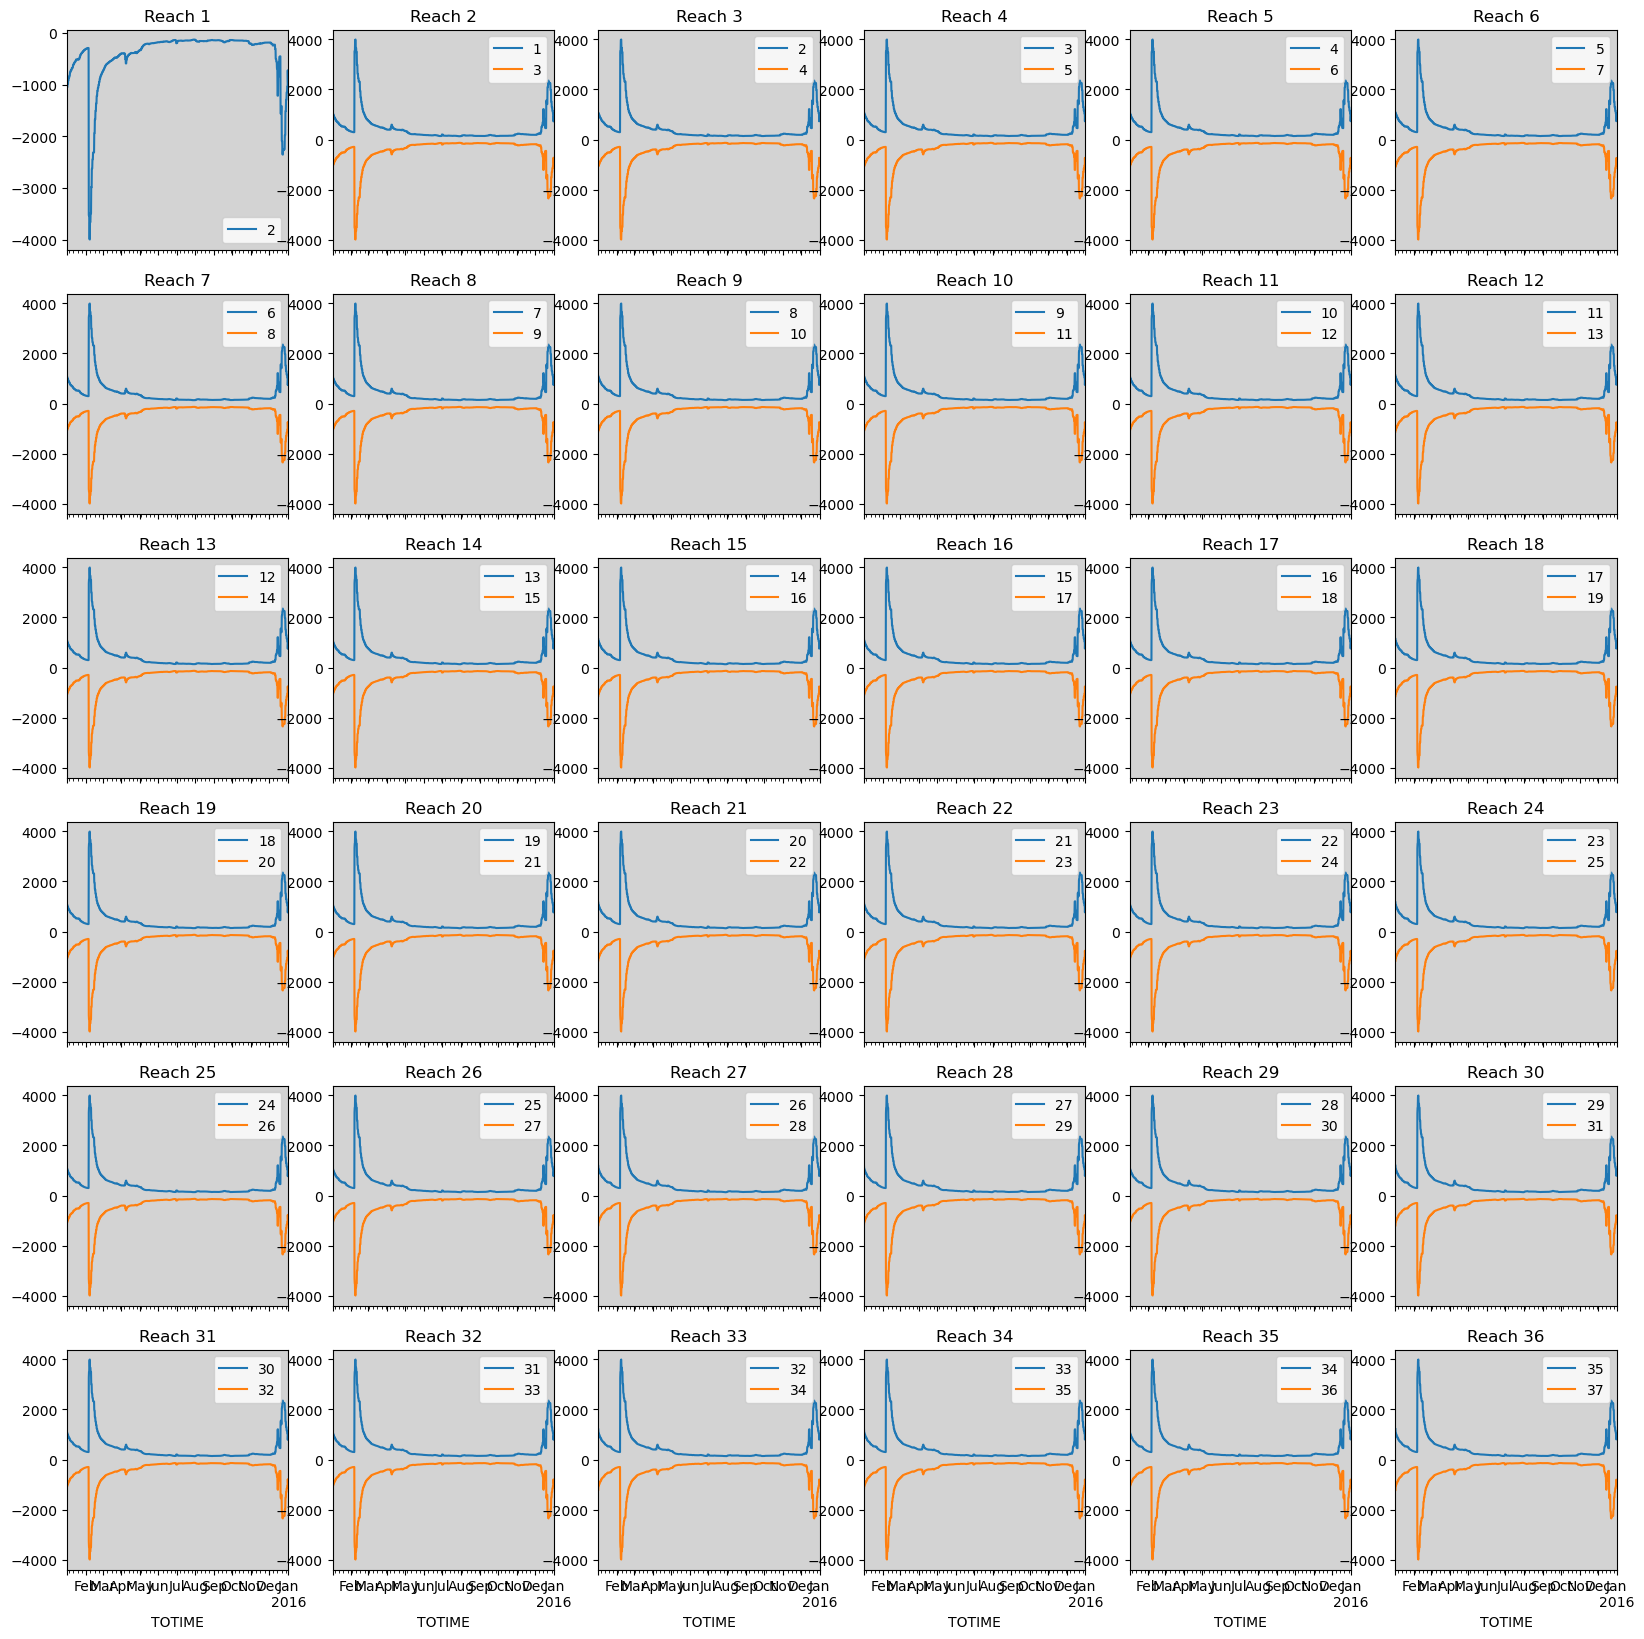 Reach 1 Reach 2 Reach 3 Reach 4 Reach 5 Reach 6
0 4000 4000 4000 4000 4000
1 2 3 4 5
3 4 5 6 7
−1000 2000 2000 2000 2000 2000
−2000 0 0 0 0 0
−3000 −2000 −2000 −2000 −2000 −2000
2
−4000 −4000 −4000 −4000 −4000 −4000
Reach 7 Reach 8 Reach 9 Reach 10 Reach 11 Reach 12
4000 4000 4000 4000 4000 4000
6 7 8 9 10 11
8 9 10 11 12 13
2000 2000 2000 2000 2000 2000
0 0 0 0 0 0
−2000 −2000 −2000 −2000 −2000 −2000
−4000 −4000 −4000 −4000 −4000 −4000
Reach 13 Reach 14 Reach 15 Reach 16 Reach 17 Reach 18
4000 4000 4000 4000 4000 4000
12 13 14 15 16 17
14 15 16 17 18 19
2000 2000 2000 2000 2000 2000
0 0 0 0 0 0
−2000 −2000 −2000 −2000 −2000 −2000
−4000 −4000 −4000 −4000 −4000 −4000
Reach 19 Reach 20 Reach 21 Reach 22 Reach 23 Reach 24
4000 4000 4000 4000 4000 4000
18 19 20 21 22 23
20 21 22 23 24 25
2000 2000 2000 2000 2000 2000
0 0 0 0 0 0
−2000 −2000 −2000 −2000 −2000 −2000
−4000 −4000 −4000 −4000 −4000 −4000
Reach 25 Reach 26 Reach 27 Reach 28 Reach 29 Reach 30
4000 4000 4000 4000 4000 4000
24 25 26 27 28 29
26 27 28 29 30 31
2000 2000 2000 2000 2000 2000
0 0 0 0 0 0
−2000 −2000 −2000 −2000 −2000 −2000
−4000 −4000 −4000 −4000 −4000 −4000
Reach 31 Reach 32 Reach 33 Reach 34 Reach 35 Reach 36
4000 4000 4000 4000 4000 4000
30 31 32 33 34 35
32 33 34 35 36 37
2000 2000 2000 2000 2000 2000
0 0 0 0 0 0
−2000 −2000 −2000 −2000 −2000 −2000
−4000 −4000 −4000 −4000 −4000 −4000
Feb Mar Apr May Jun Jul Aug Sep Oct Nov Dec Jan Feb Mar Apr May Jun Jul Aug Sep Oct Nov Dec Jan Feb Mar Apr May Jun Jul Aug Sep Oct Nov Dec Jan Feb Mar Apr May Jun Jul Aug Sep Oct Nov Dec Jan Feb Mar Apr May Jun Jul Aug Sep Oct Nov Dec Jan Feb Mar Apr May Jun Jul Aug Sep Oct Nov Dec Jan
2016 2016 2016 2016 2016 2016
TOTIME TOTIME TOTIME TOTIME TOTIME TOTIME